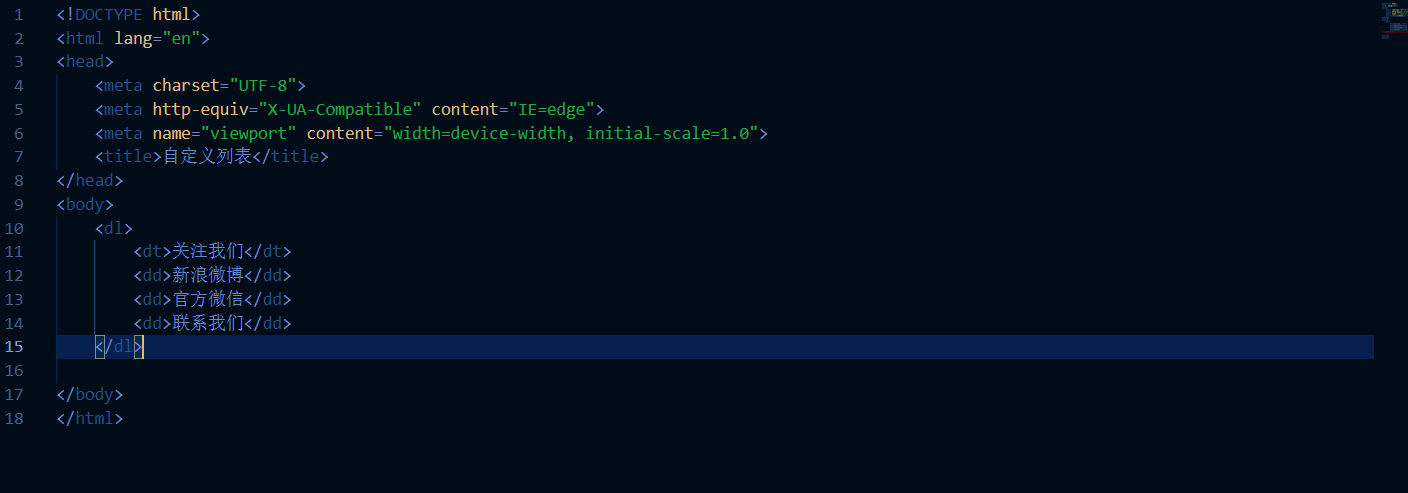 1 <!DOCTYPE html>
2 <html lang="en">
3 <head>
4     <meta charset="UTF-8">
5     <meta http-equiv="X-UA-Compatible" content="IE=edge">
6     <meta name="viewport" content="width=device-width, initial-scale=1.0">
7     <title>自定义列表</title>
8 </head>
9 <body>
10     <dl>
11         <dt>关注我们</dt>
12         <dd>新浪微博</dd>
13         <dd>官方微信</dd>
14         <dd>联系我们</dd>
15     </dl>
16
17 </body>
18 </html>